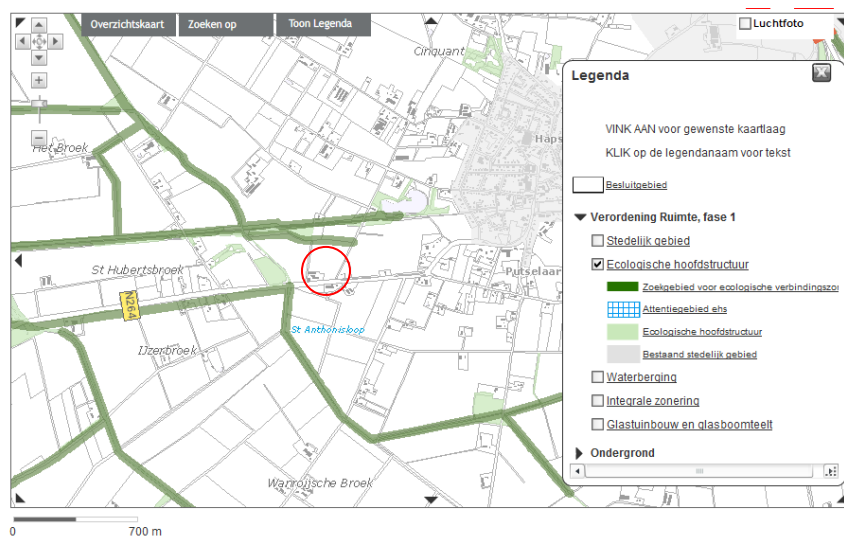 Overzichtskaart
Zoeken op
Toon Legenda
Luchtfoto
Cinquant
Haps
Het Broek
St Hubertsbroek
Putselaar
N264
St Anthonisloop
IJzerbroek
Wanroijsche Broek
Legenda
VINK AAN voor gewenste kaartlaag
KLIK op de legendanaam voor tekst
Besluitgebied
Verordening Ruimte, fase 1
Stedelijk gebied
Ecologische hoofdstructuur
Zoekgebied voor ecologische verbindingszo
Attentiegebied ehs
Ecologische hoofdstructuur
Bestaand stedelijk gebied
Waterberging
Integrale zonering
Glastuinbouw en glasboomteelt
Ondergrond
0 700 m